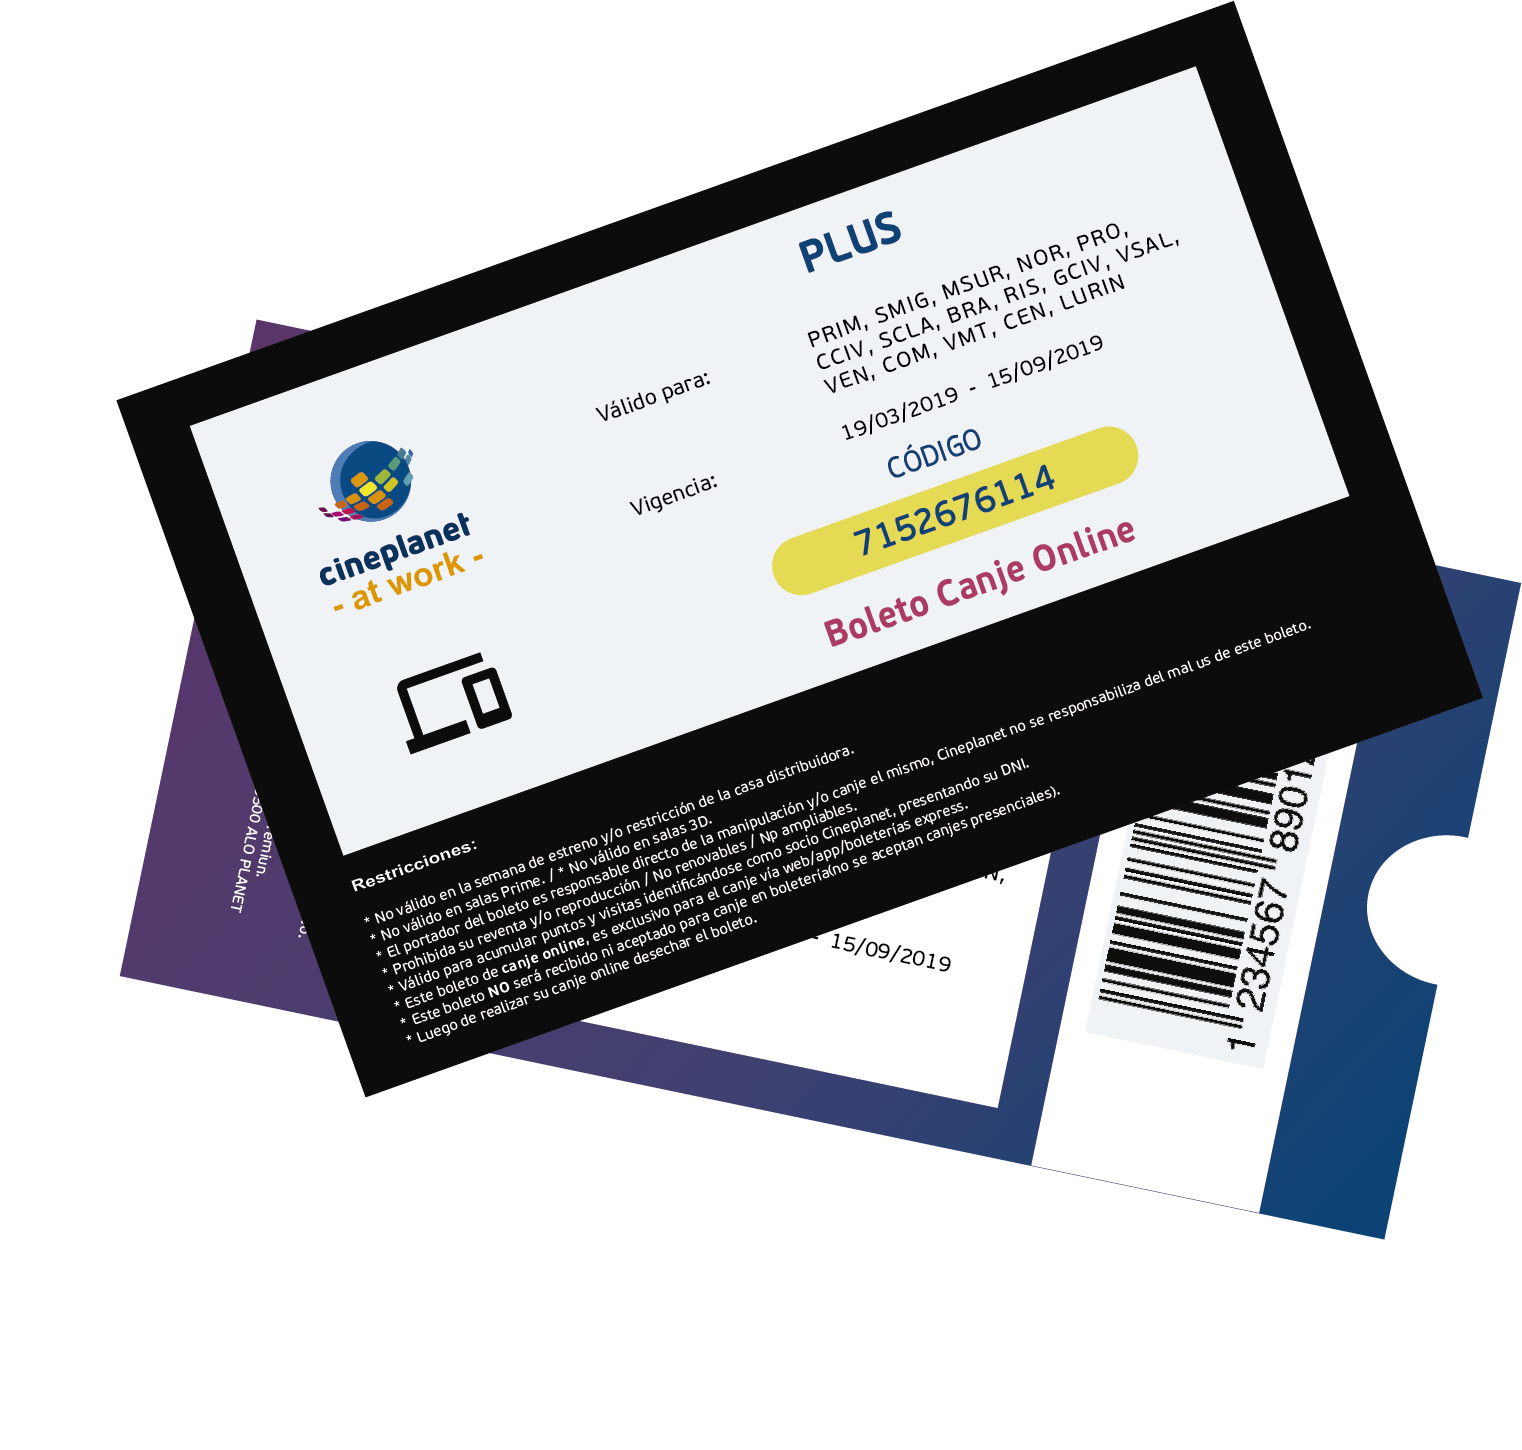 PLUS
Válido para:
PRIM, SMIG, MSUR, NOR, PRO,
CCIV, SCLA, BRA, RIS, GCIV, VSAL,
VEN, COM, VMT, CEN, LURIN
Vigencia:
19/03/2019 - 15/09/2019
CÓDIGO
7152676114
Boleto Canje Online
cineplanet
- at work -
Restricciones:
* No válido en la semana de estreno y/o restricción de la casa distribuidora.
* No válido en salas Prime. / * No válido en salas 3D.
* El portador del boleto es responsable directo de la manipulación y/o canje el mismo, Cineplanet no se responsabiliza del mal us de este boleto.
* Prohibida su reventa y/o reproducción / No renovables / Np ampliables.
* Válido para acumular puntos y visitas identificándose como socio Cineplanet, presentando su DNI.
* Este boleto de canje online, es exclusivo para el canje vía web/app/boleterías express.
* Este boleto NO será recibido ni aceptado para canje en boletería(no se aceptan canjes presenciales).
* Luego de realizar su canje online desechar el boleto.
ALO PLANET
- 15/09/2019
1 234567 8901